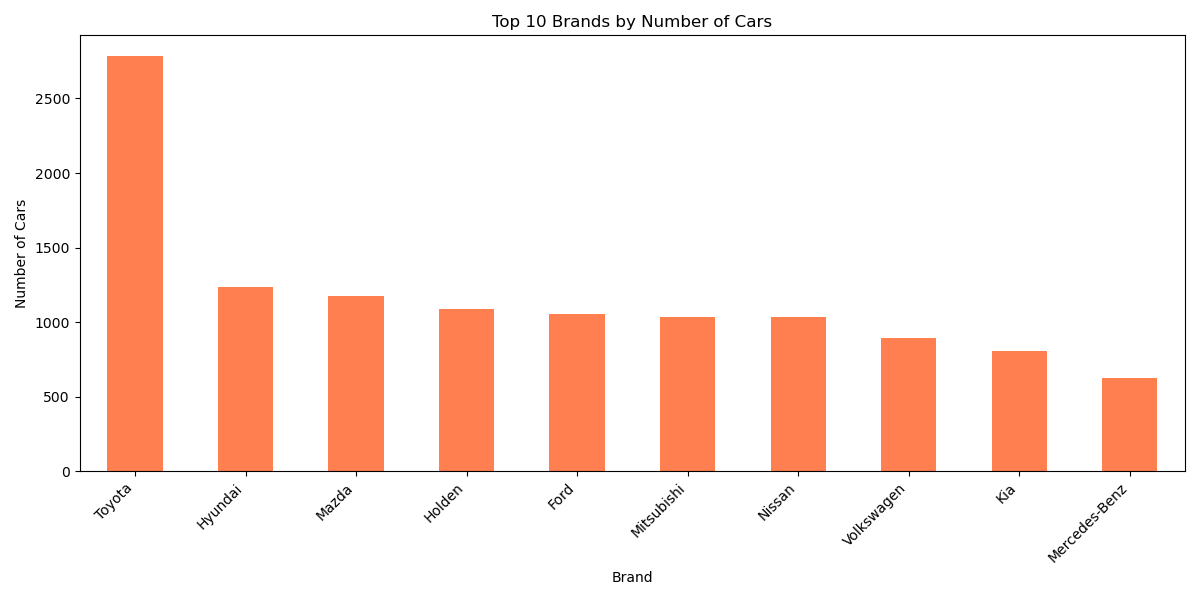 Top 10 Brands by Number of Cars
Number of Cars
2500
2000
1500
1000
500
0
Toyota
Hyundai
Mazda
Holden
Ford
Mitsubishi
Nissan
Volkswagen
Kia
Mercedes-Benz
Brand